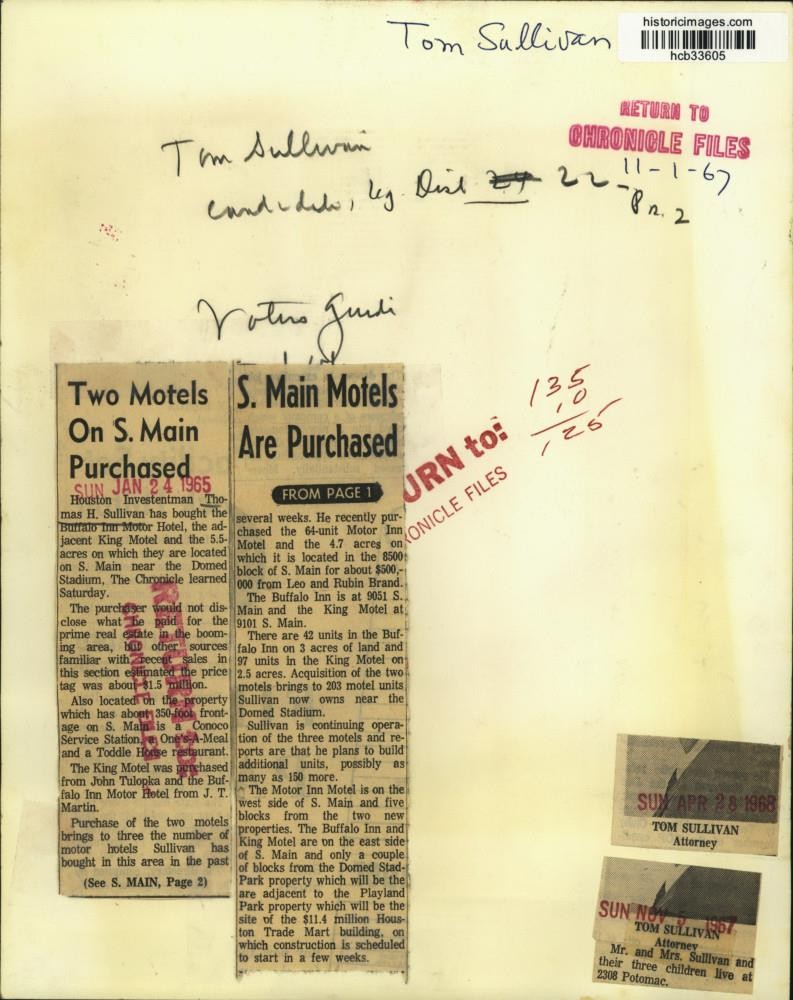 historicimages.com
hcb33605
Tom Sullivan
RETURN TO
CHRONICLE FILES
11-1-67
Tom Sullivan
candidate, Leg. Dist 24 22-
Pn. 2
Voters Guide
135
10
125
URN to:
RONICLE FILES
Two Motels
On S. Main
Purchased
SUN JAN 24 1965
Houston Investentman Tho-
mas H. Sullivan has bought the
Buffalo Inn Motor Hotel, the ad-
jacent King Motel and the 5.5-
acres on which they are located
on S. Main near the Domed
Stadium, The Chronicle learned
Saturday.
The purchaser would not dis-
close what he paid for the
prime real estate in the boom-
ing area, but other sources
familiar with recent sales in
this section estimated the price
tag was about $1.5 million.
Also located on the property
which has about 350-foot front-
age on S. Main is a Conoco
Service Station, a One's-A-Meal
and a Toddle House restaurant.
The King Motel was purchased
from John Tulopka and the Buf-
falo Inn Motor Hotel from J. T.
Martin.
Purchase of the two motels
brings to three the number of
motor hotels Sullivan has
bought in this area in the past
(See S. MAIN, Page 2)
RETURN TO
CHRONICLE FILES
S. Main Motels
Are Purchased
FROM PAGE 1
several weeks. He recently pur-
chased the 64-unit Motor Inn
Motel and the 4.7 acres on
which it is located in the 8500
block of S. Main for about $500,-
000 from Leo and Rubin Brand.
The Buffalo Inn is at 9051 S.
Main and the King Motel at
9101 S. Main.
There are 42 units in the Buf-
falo Inn on 3 acres of land and
97 units in the King Motel on
2.5 acres. Acquisition of the two
motels brings to 203 motel units
Sullivan now owns near the
Domed Stadium.
Sullivan is continuing opera-
tion of the three motels and re-
ports are that he plans to build
additional units, possibly as
many as 150 more.
The Motor Inn Motel is on the
west side of S. Main and five
blocks from the two new
properties. The Buffalo Inn and
King Motel are on the east side
of S. Main and only a couple
of blocks from the Domed Stad-
Park property which will be the
are adjacent to the Playland
Park property which will be the
site of the $11.4 million Hous-
ton Trade Mart building, on
which construction is scheduled
to start in a few weeks.
SUN APR 28 1968
TOM SULLIVAN
Attorney
SUN NOV 5 1967
TOM SULLIVAN
Attorney
Mr. and Mrs. Sullivan and
their three children live at
2308 Potomac.